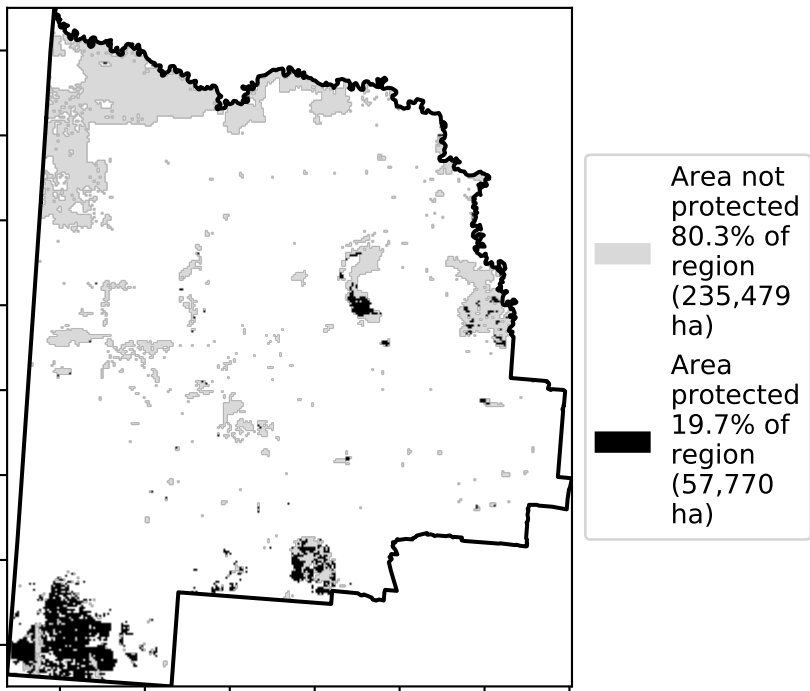 Area not
protected
80.3% of
region
(235,479
ha)
Area
protected
19.7% of
region
(57,770
ha)